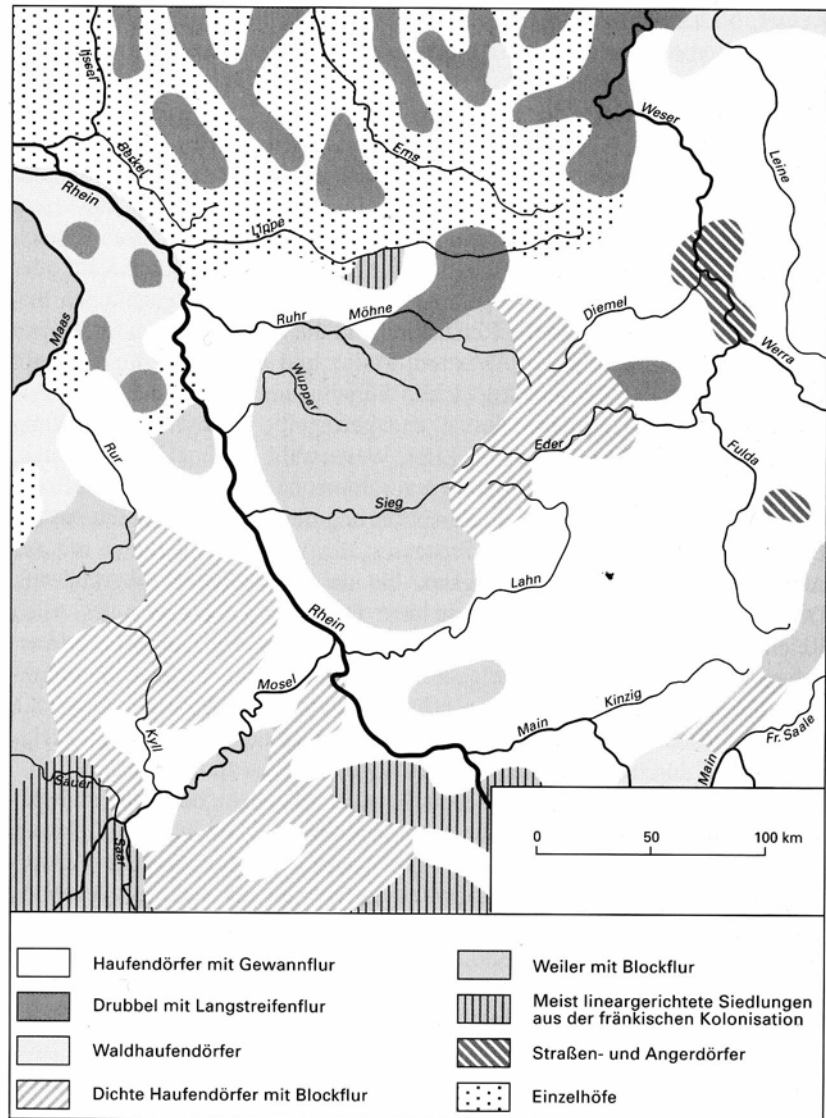 Ijssel
Berkel
Rhein
Ems
Weser
Leine
Lippe
Maas
Ruhr
Möhne
Diemel
Wupper
Werra
Rur
Eder
Fulda
Sieg
Lahn
Rhein
Mosel
Kyll
Main
Kinzig
Main
Fr. Saale
Sauer
Saar
0 50 100 km
Haufendörfer mit Gewannflur
Drubbel mit Langstreifenflur
Waldhaufendörfer
Dichte Haufendörfer mit Blockflur
Weiler mit Blockflur
Meist lineargerichtete Siedlungen
aus der fränkischen Kolonisation
Straßen- und Angerdörfer
Einzelhöfe